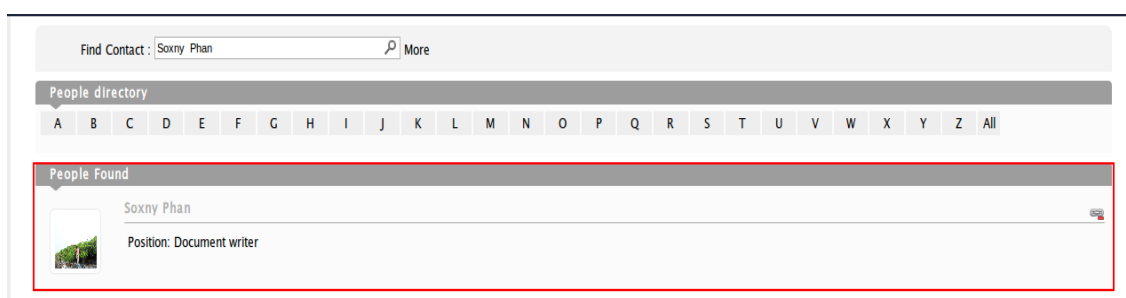 Find Contact : Soxny Phan More
People directory
A B C D E F G H I J K L M N O P Q R S T U V W X Y Z All
People Found
Soxny Phan
Position: Document writer